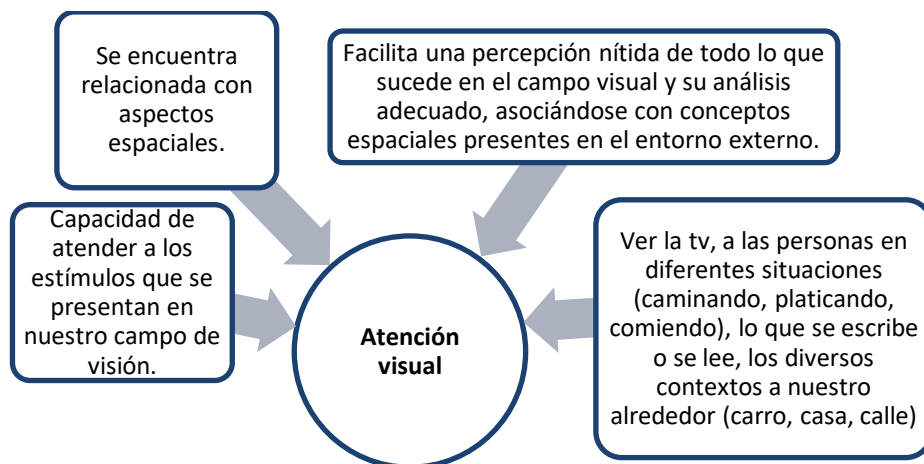 Se encuentra
relacionada con
aspectos
espaciales.
Facilita una percepción nítida de todo lo que
sucede en el campo visual y su análisis
adecuado, asociándose con conceptos
espaciales presentes en el entorno externo.
Capacidad de
atender a los
estímulos que se
presentan en
nuestro campo de
visión.
Atención
visual
Ver la tv, a las personas en
diferentes situaciones
(caminando, platicando,
comiendo), lo que se escribe
o se lee, los diversos
contextos a nuestro
alrededor (carro, casa, calle)